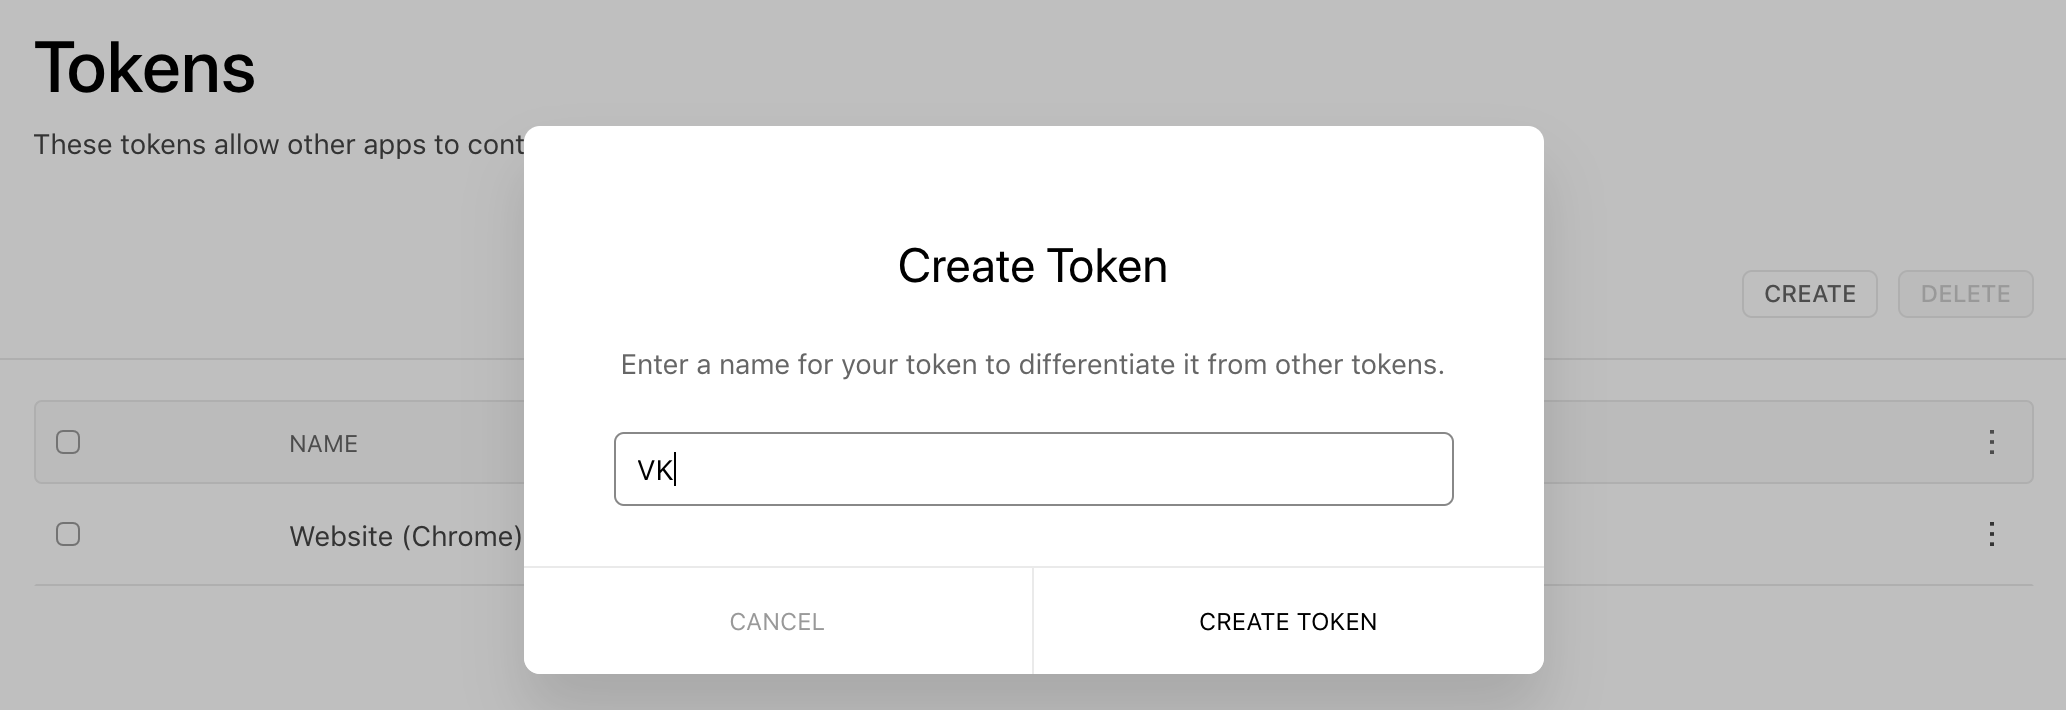 Tokens
These tokens allow other apps to cont
Create Token
CREATE
DELETE
Enter a name for your token to differentiate it from other tokens.
NAME
VK
Website (Chrome)
CANCEL
CREATE TOKEN